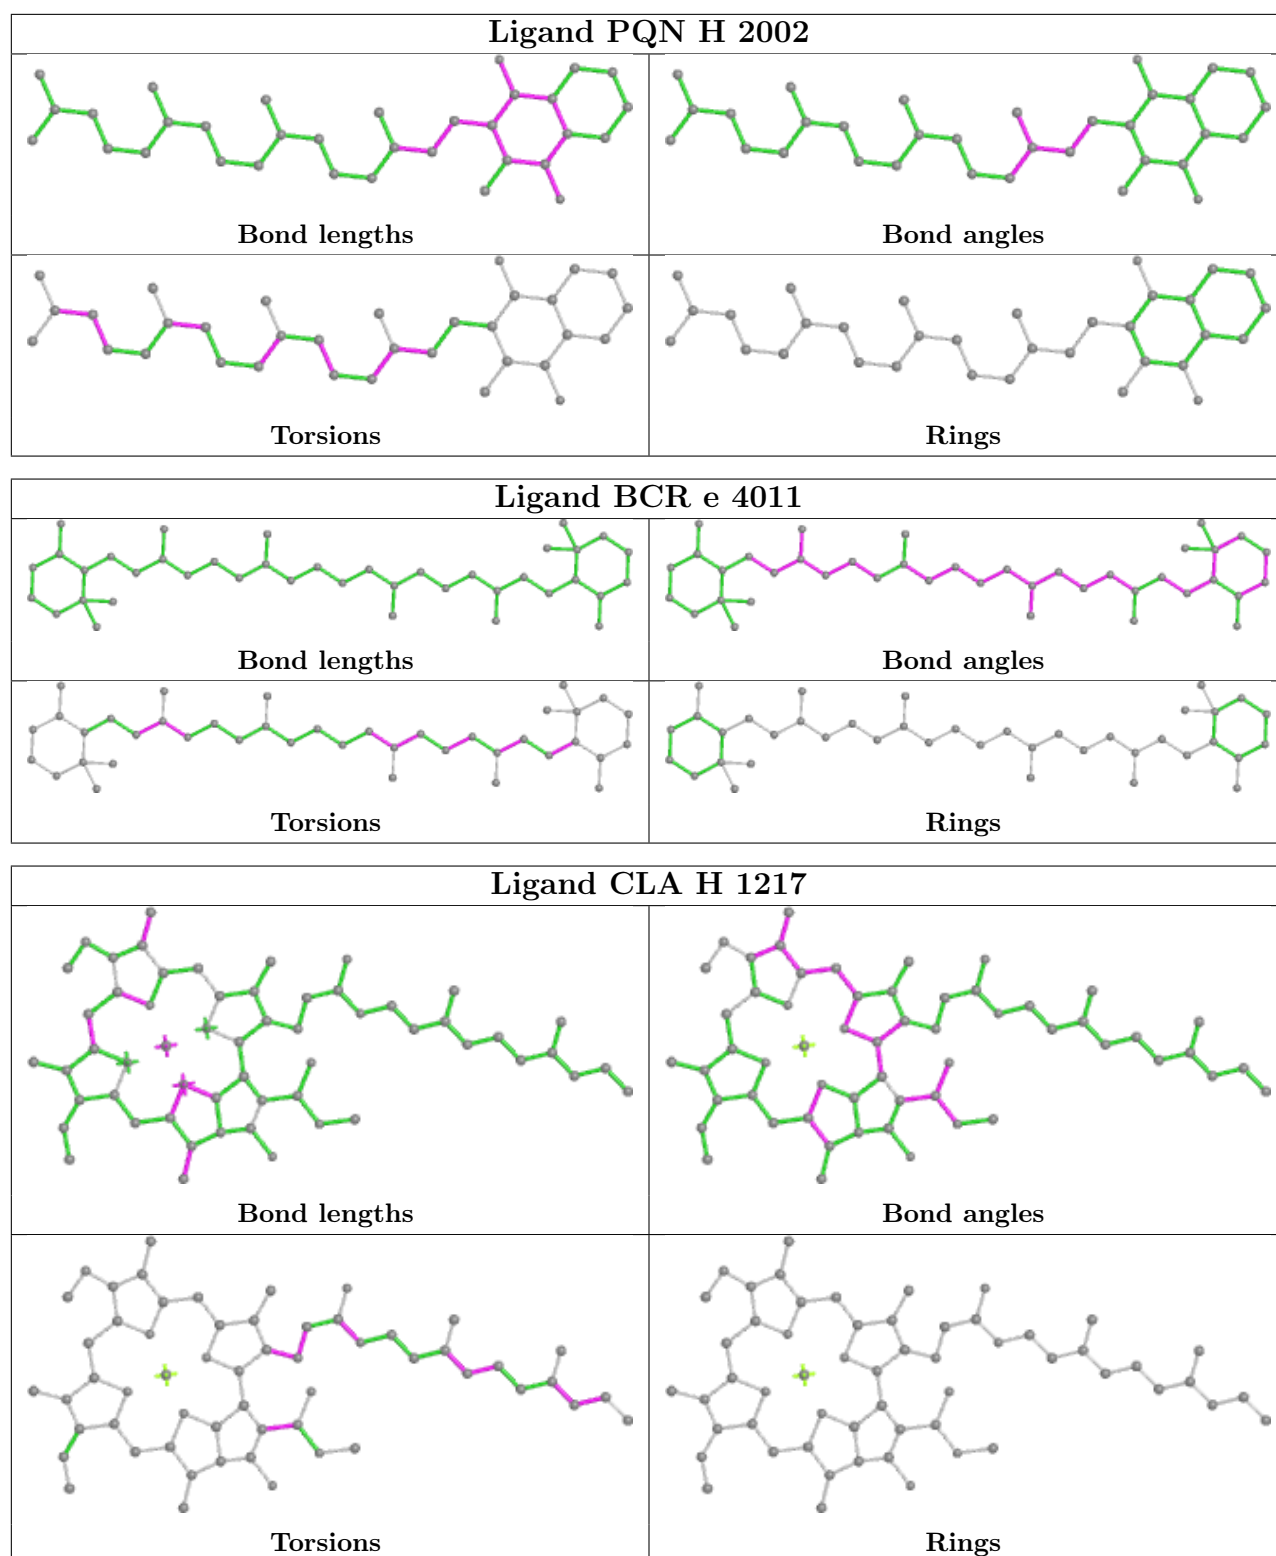 Ligand PQN H 2002
Bond lengths
Bond angles
Torsions
Rings
Ligand BCR e 4011
Bond lengths
Bond angles
Torsions
Rings
Ligand CLA H 1217
Bond lengths
Bond angles
Torsions
Rings